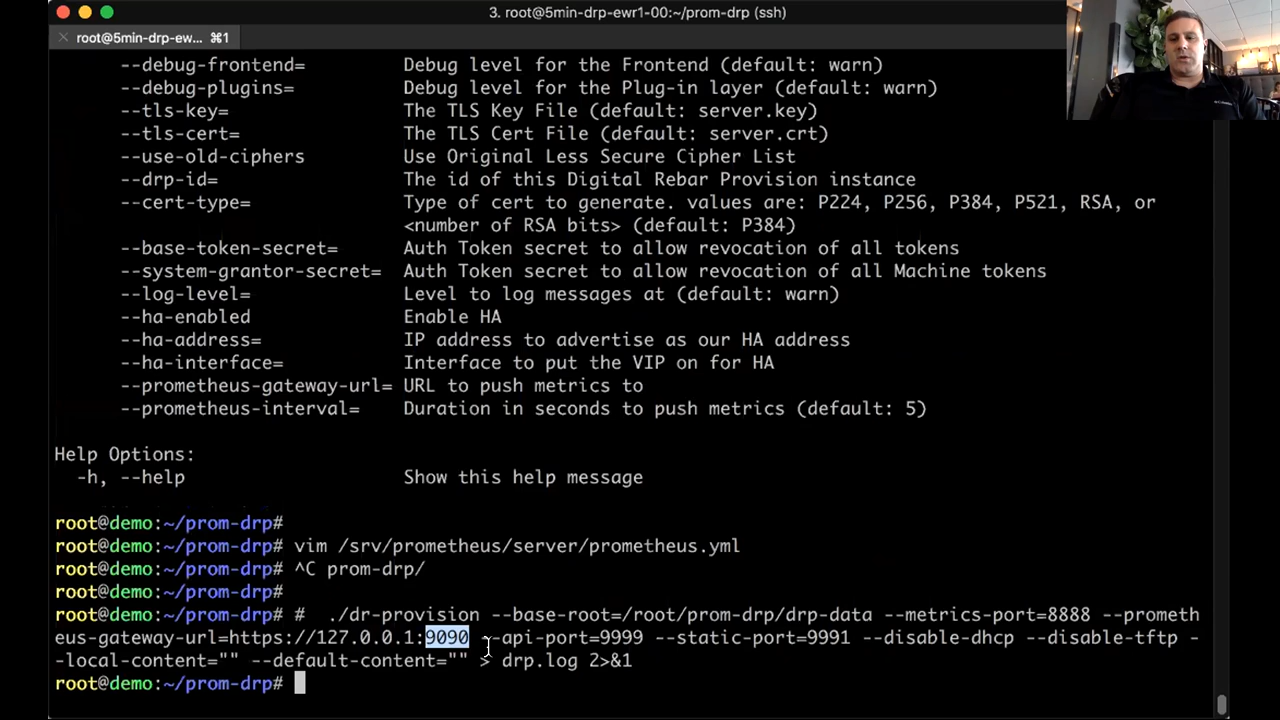 3. root@5min-drp-ewr1-00:~/prom-drp (ssh)
root@5min-drp-ew... ⌘1
--debug-frontend= Debug level for the Frontend (default: warn)
--debug-plugins= Debug level for the Plug-in layer (default: warn)
--tls-key= The TLS Key File (default: server.key)
--tls-cert= The TLS Cert File (default: server.crt)
--use-old-ciphers Use Original Less Secure Cipher List
--drp-id= The id of this Digital Rebar Provision instance
--cert-type= Type of cert to generate. values are: P224, P256, P384, P521, RSA, or
<number of RSA bits> (default: P384)
--base-token-secret= Auth Token secret to allow revocation of all tokens
--system-grantor-secret= Auth Token secret to allow revocation of all Machine tokens
--log-level= Level to log messages at (default: warn)
--ha-enabled Enable HA
--ha-address= IP address to advertise as our HA address
--ha-interface= Interface to put the VIP on for HA
--prometheus-gateway-url= URL to push metrics to
--prometheus-interval= Duration in seconds to push metrics (default: 5)
Help Options:
-h, --help Show this help message
root@demo:~/prom-drp#
root@demo:~/prom-drp# vim /srv/prometheus/server/prometheus.yml
root@demo:~/prom-drp# ^C prom-drp/
root@demo:~/prom-drp#
root@demo:~/prom-drp# # ./dr-provision --base-root=/root/prom-drp/drp-data --metrics-port=8888 --prometh
eus-gateway-url=https://127.0.0.1:9090 --api-port=9999 --static-port=9991 --disable-dhcp --disable-tftp -
-local-content="" --default-content="" > drp.log 2>&1
root@demo:~/prom-drp#